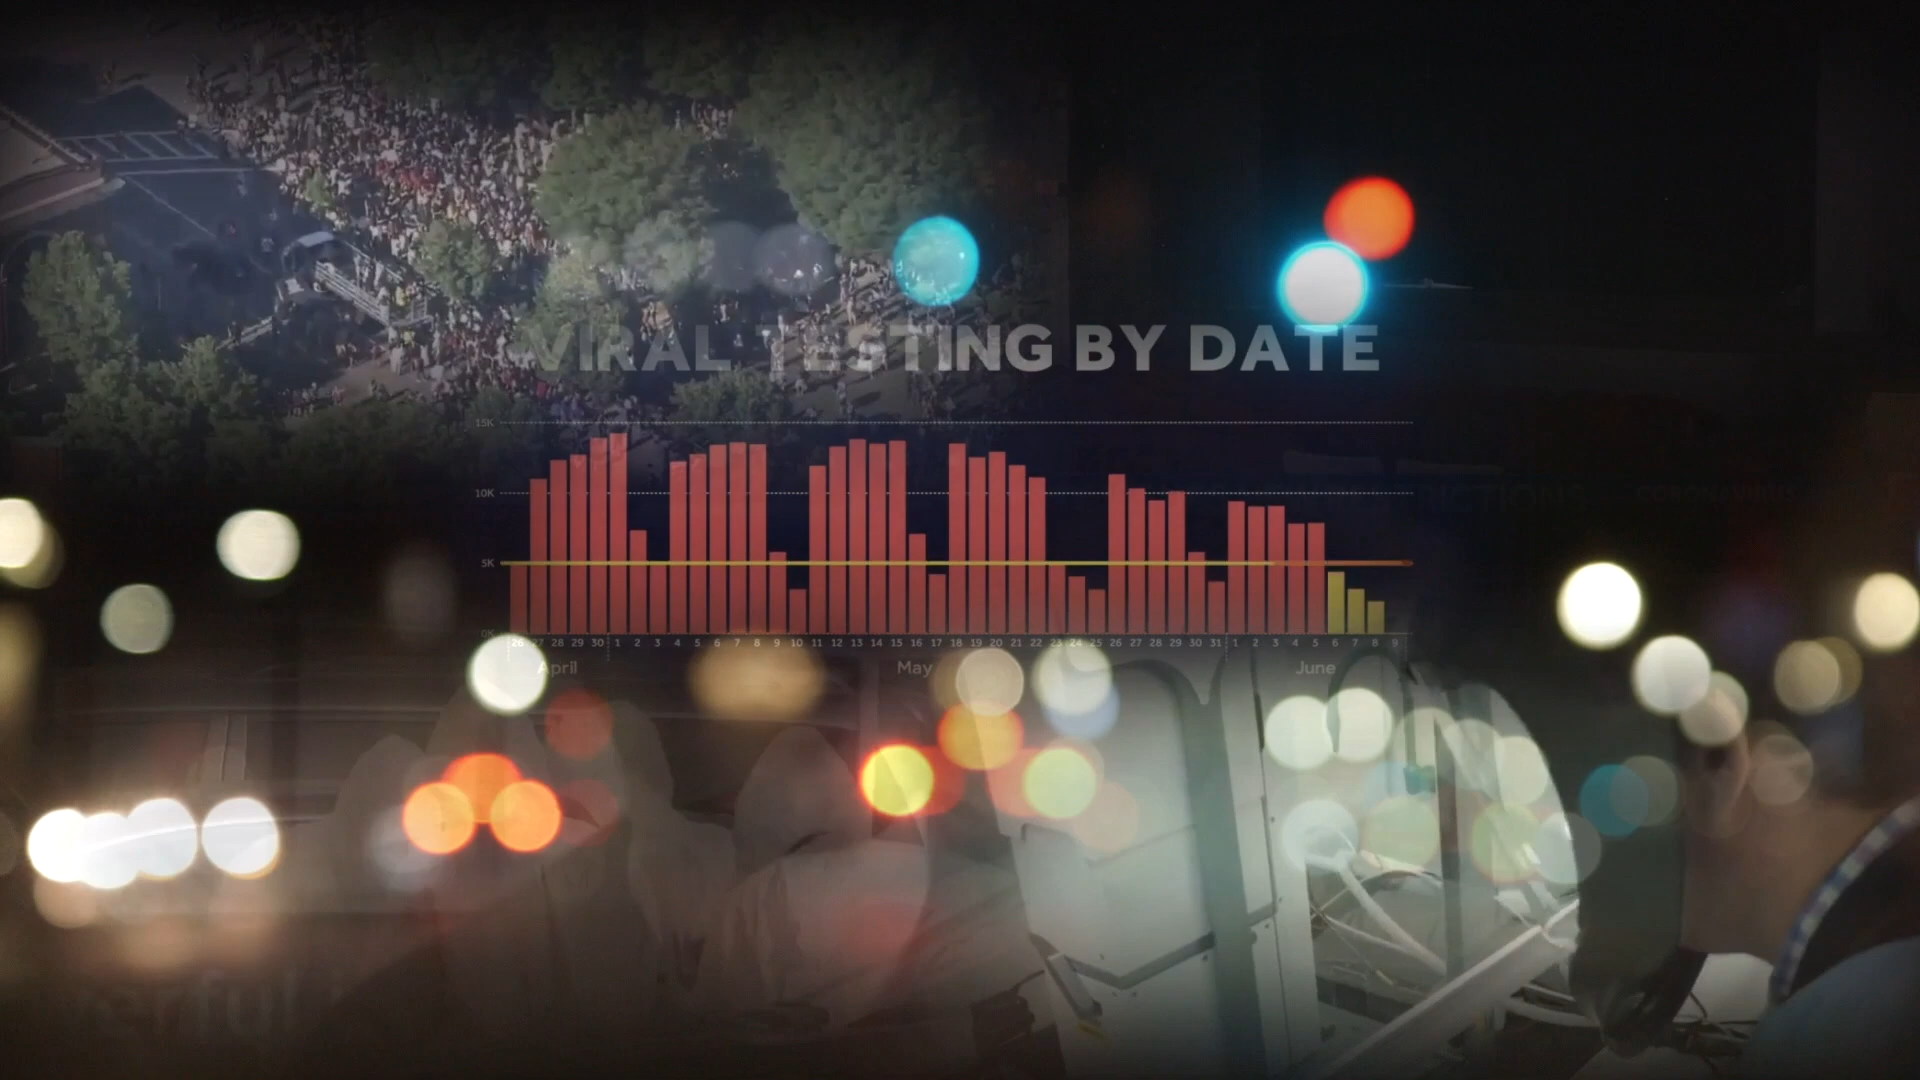 VIRAL TESTING BY DATE
15K
10K
5K
0K
26 27 28 29 30 1 2 3 4 5 6 7 8 9 10 11 12 13 14 15 16 17 18 19 20 21 22 23 24 25 26 27 28 29 30 31 1 2 3 4 5 6 7 8 9
April May June